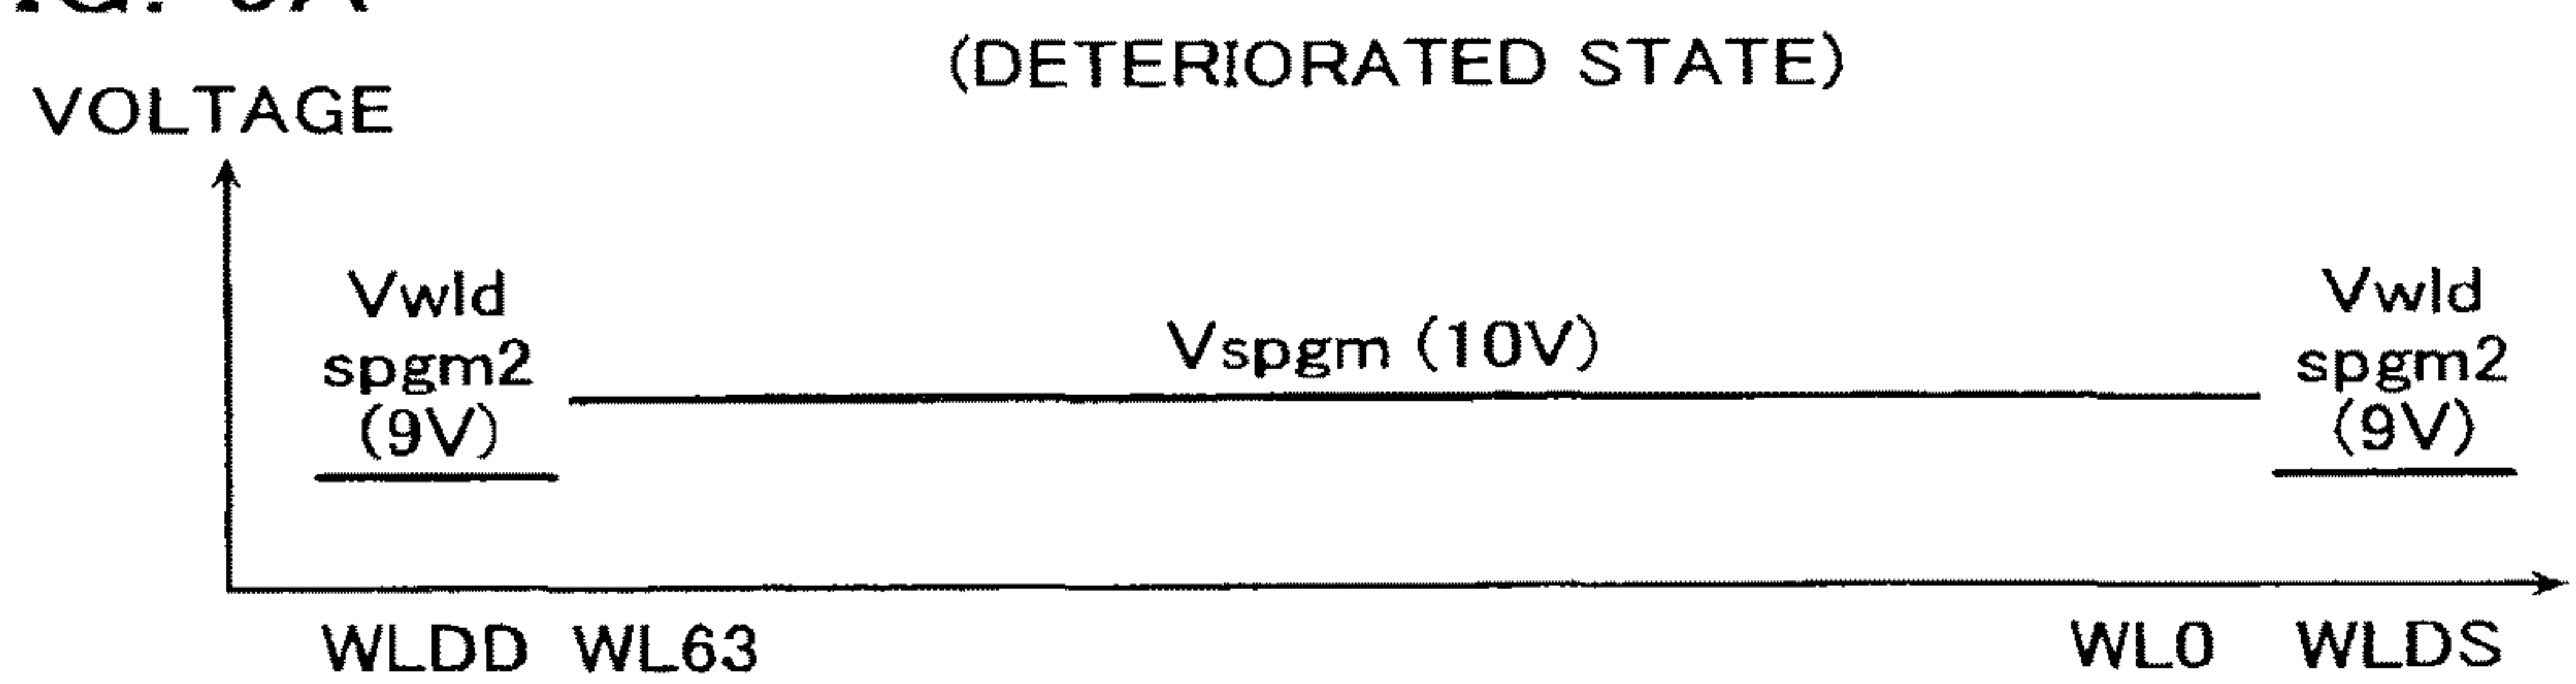 (DETERIORATED STATE)
VOLTAGE
Vwld
spgm2
(9V)
Vspgm (10V)
Vwld
spgm2
(9V)
WLDD WL63 WL0 WLDS